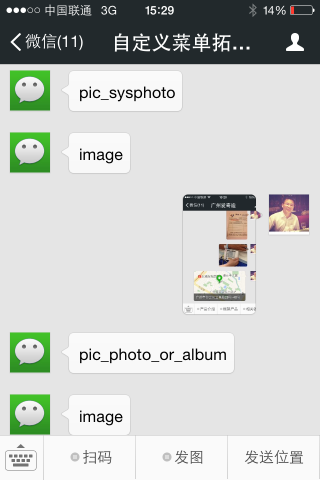 中国联通 3G 15:29 14%
微信(11) 自定义菜单拓...
pic_sysphoto
image
pic_photo_or_album
image
扫码 发图 发送位置